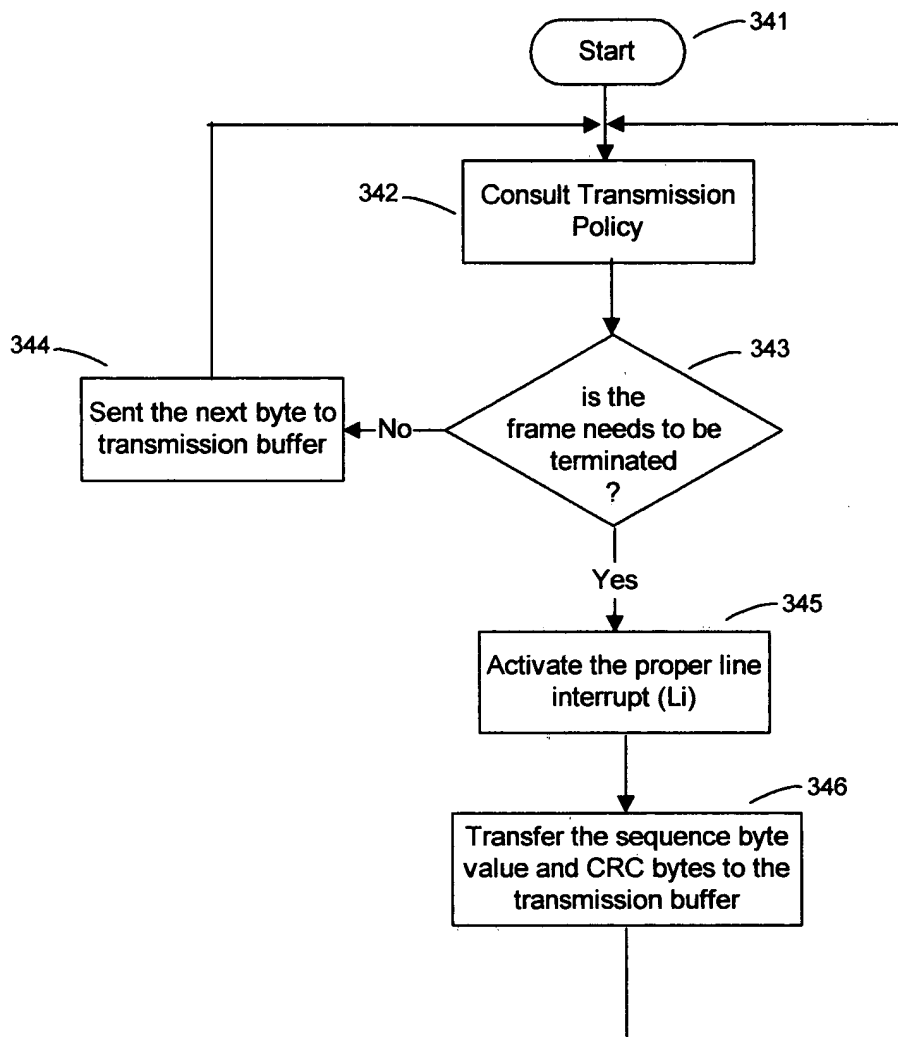 341
Start
342
Consult Transmission
Policy
343
344
is the
frame needs to be
terminated
?
Sent the next byte to
transmission buffer
No
Yes
345
Activate the proper line
interrupt (Li)
346
Transfer the sequence byte
value and CRC bytes to the
transmission buffer